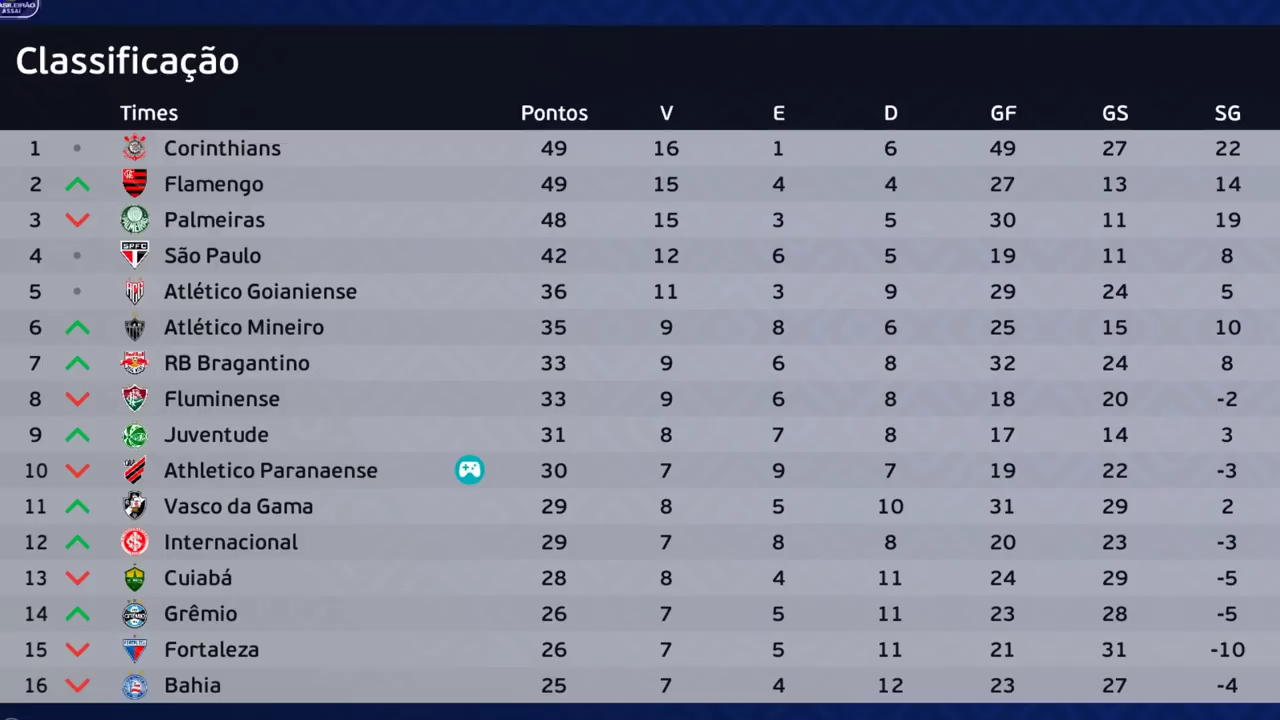 BRASILEIRÃO
ASSAÍ
Classificação
Times Pontos V E D GF GS SG
1 Corinthians 49 16 1 6 49 27 22
2 Flamengo 49 15 4 4 27 13 14
3 Palmeiras 48 15 3 5 30 11 19
4 SPFC São Paulo 42 12 6 5 19 11 8
5 Atlético Goianiense 36 11 3 9 29 24 5
6 Atlético Mineiro 35 9 8 6 25 15 10
7 RB Bragantino 33 9 6 8 32 24 8
8 Fluminense 33 9 6 8 18 20 -2
9 Juventude 31 8 7 8 17 14 3
10 Athletico Paranaense 30 7 9 7 19 22 -3
11 Vasco da Gama 29 8 5 10 31 29 2
12 Internacional 29 7 8 8 20 23 -3
13 Cuiabá 28 8 4 11 24 29 -5
14 Grêmio 26 7 5 11 23 28 -5
15 Fortaleza 26 7 5 11 21 31 -10
16 Bahia 25 7 4 12 23 27 -4